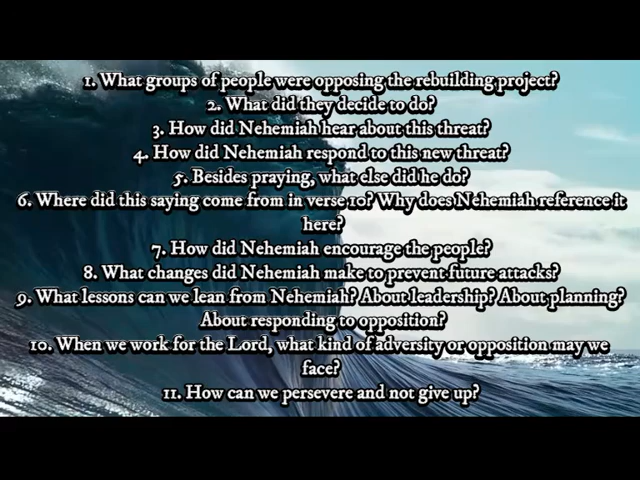 1. What groups of people were opposing the rebuilding project?
2. What did they decide to do?
3. How did Nehemiah hear about this threat?
4. How did Nehemiah respond to this new threat?
5. Besides praying, what else did he do?
6. Where did this saying come from in verse 10? Why does Nehemiah reference it
here?
7. How did Nehemiah encourage the people?
8. What changes did Nehemiah make to prevent future attacks?
9. What lessons can we lean from Nehemiah? About leadership? About planning?
About responding to opposition?
10. When we work for the Lord, what kind of adversity or opposition may we
face?
11. How can we persevere and not give up?